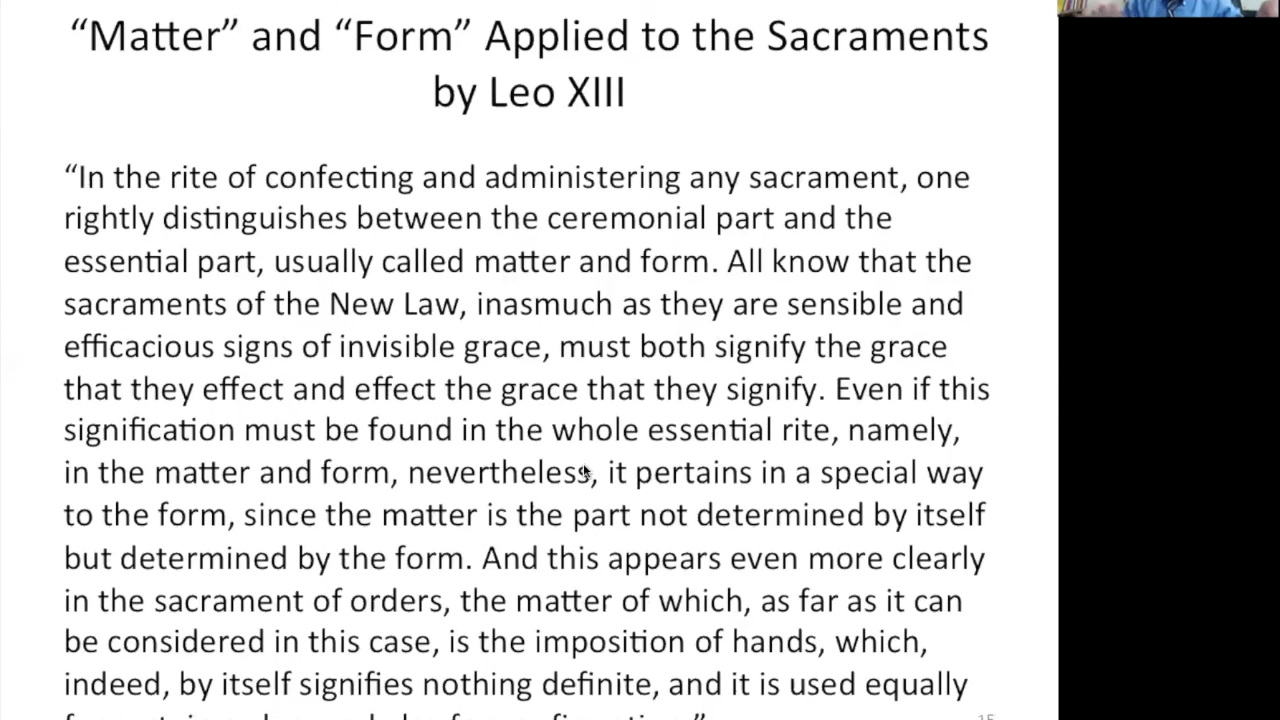 “Matter” and “Form” Applied to the Sacraments
by Leo XIII
“In the rite of confecting and administering any sacrament, one
rightly distinguishes between the ceremonial part and the
essential part, usually called matter and form. All know that the
sacraments of the New Law, inasmuch as they are sensible and
efficacious signs of invisible grace, must both signify the grace
that they effect and effect the grace that they signify. Even if this
signification must be found in the whole essential rite, namely,
in the matter and form, nevertheless, it pertains in a special way
to the form, since the matter is the part not determined by itself
but determined by the form. And this appears even more clearly
in the sacrament of orders, the matter of which, as far as it can
be considered in this case, is the imposition of hands, which,
indeed, by itself signifies nothing definite, and it is used equally